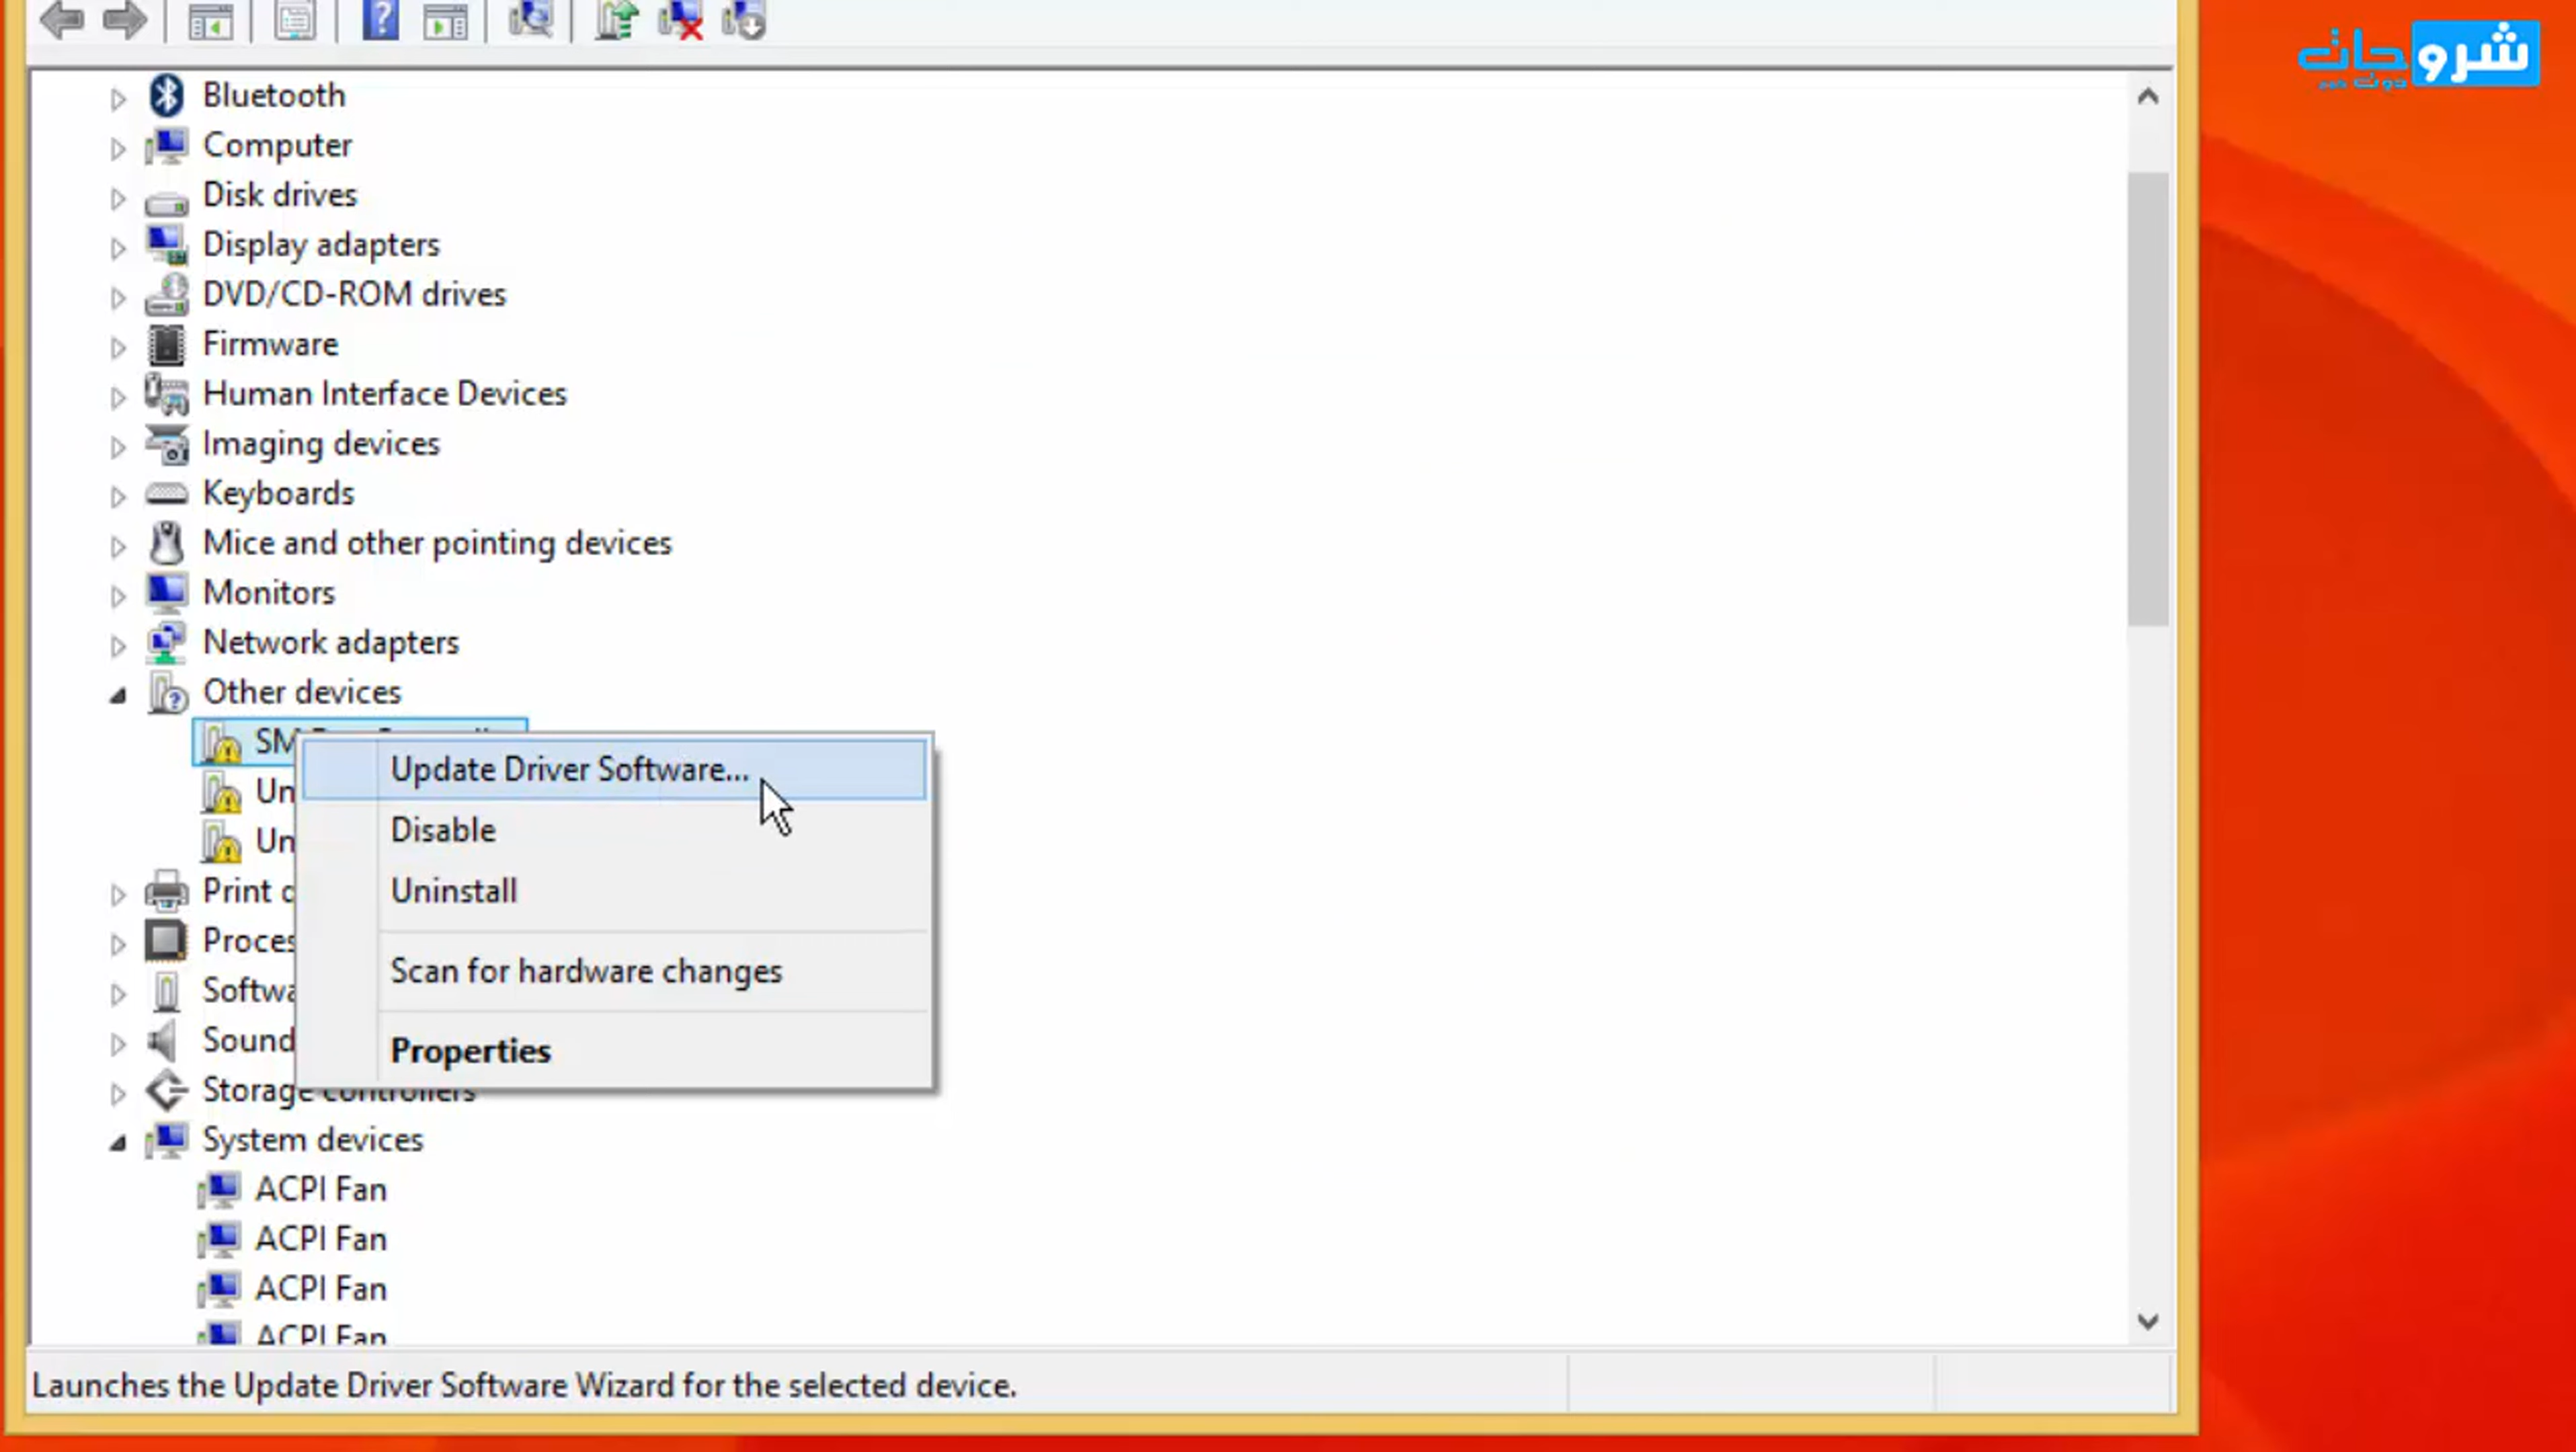 شروحات
دوت كوم
Bluetooth
Computer
Disk drives
Display adapters
DVD/CD-ROM drives
Firmware
Human Interface Devices
Imaging devices
Keyboards
Mice and other pointing devices
Monitors
Network adapters
Other devices
SM
Un
Un
Update Driver Software...
Disable
Uninstall
Scan for hardware changes
Properties
Print
Proces
Softwa
Sound
Storage controllers
System devices
ACPI Fan
ACPI Fan
ACPI Fan
ACPI Fan
Launches the Update Driver Software Wizard for the selected device.